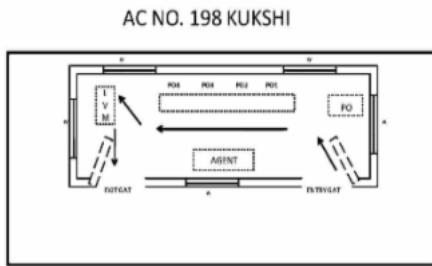 AC NO. 198 KUKSHI
W W
PO4 PO3 PO2 PO1
E
V
M
PO
W
AGENT
EXITGAT
ENTRYGAT